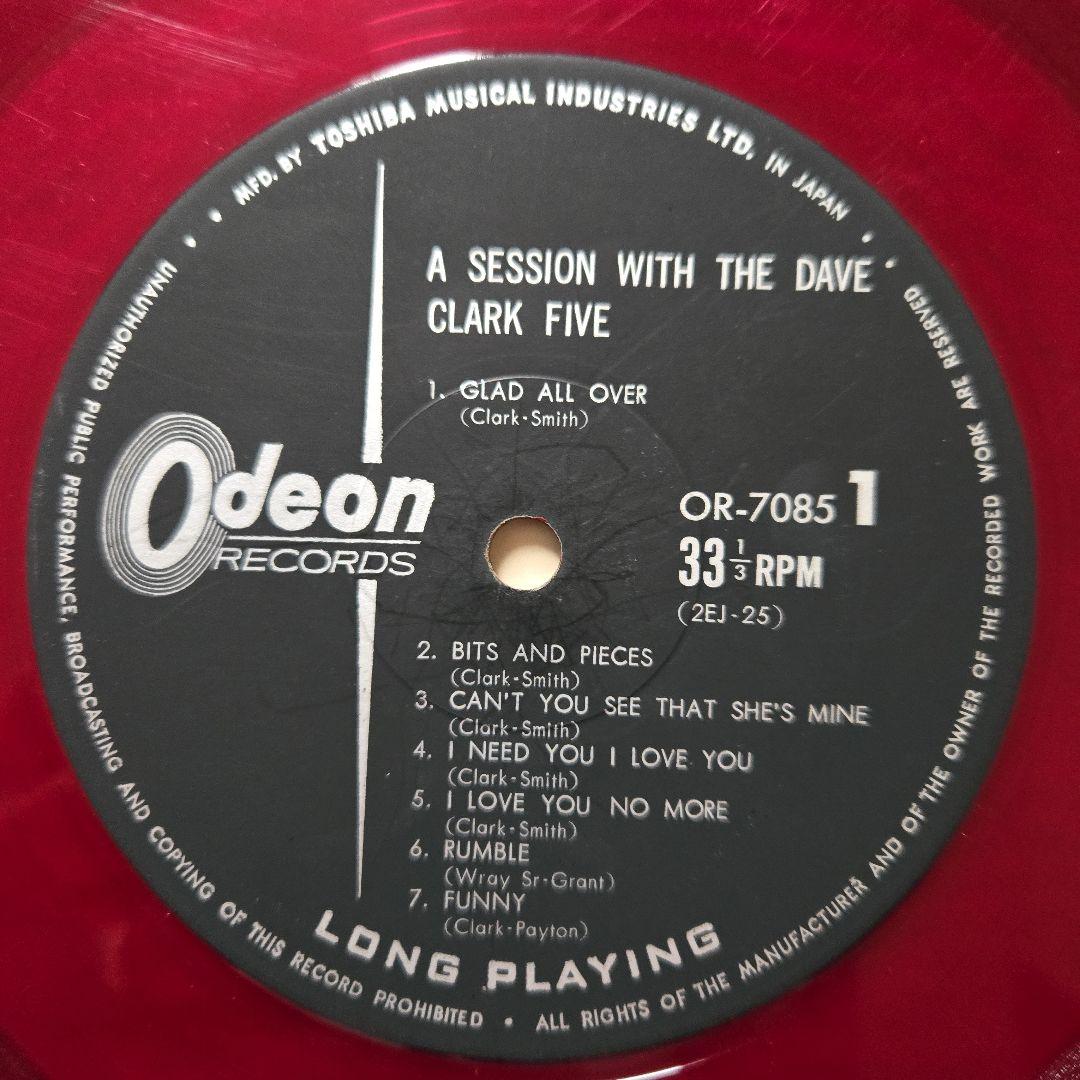 MFD. BY TOSHIBA MUSICAL INDUSTRIES LTD. IN JAPAN
A SESSION WITH THE DAVE
CLARK FIVE
1. GLAD ALL OVER
(Clark-Smith)
Odeon
RECORDS
OR-7085 1
33 1/3 RPM
(2EJ-25)
2. BITS AND PIECES
(Clark-Smith)
3. CAN'T YOU SEE THAT SHE'S MINE
(Clark-Smith)
4. I NEED YOU I LOVE YOU
(Clark-Smith)
5. I LOVE YOU NO MORE
(Clark-Smith)
6. RUMBLE
(Wray Sr-Grant)
7. FUNNY
(Clark-Payton)
LONG PLAYING
UNAUTHORIZED PUBLIC PERFORMANCE, BROADCASTING AND COPYING OF THIS RECORD PROHIBITED • ALL RIGHTS OF THE MANUFACTURER AND OF THE OWNER OF THE RECORDED WORK ARE RESERVED